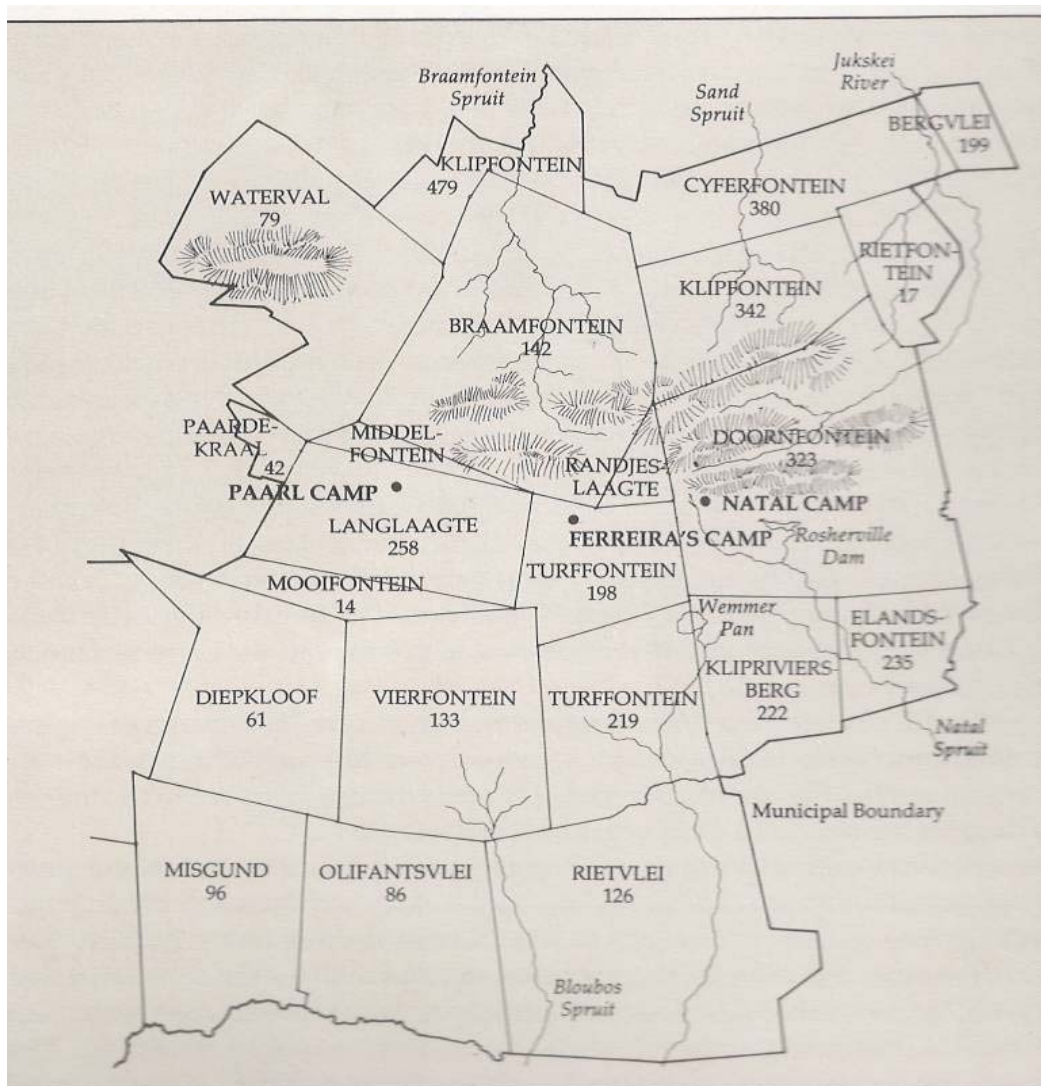 Braamfontein
Spruit
Jukskei
River
Sand
Spruit
BERGVLEI
199
KLIPFONTEIN
479
CYFERFONTEIN
380
WATERVAL
79
RIETFON-
TEIN
17
KLIPFONTEIN
342
BRAAMFONTEIN
142
PAARDE-
KRAAL
42
MIDDEL-
FONTEIN
DOORNFONTEIN
323
RANDJES-
LAAGTE
PAARL CAMP
NATAL CAMP
LANGLAAGTE
258
FERREIRA'S CAMP
Rosherville
Dam
TURFFONTEIN
198
MOOIFONTEIN
14
Wemmer
Pan
ELANDS-
FONTEIN
235
KLIPRIVIERS-
BERG
222
DIEPKLOOF
61
VIERFONTEIN
133
TURFFONTEIN
219
Natal
Spruit
Municipal Boundary
MISGUND
96
OLIFANTSVLEI
86
RIETVLEI
126
Bloubos
Spruit